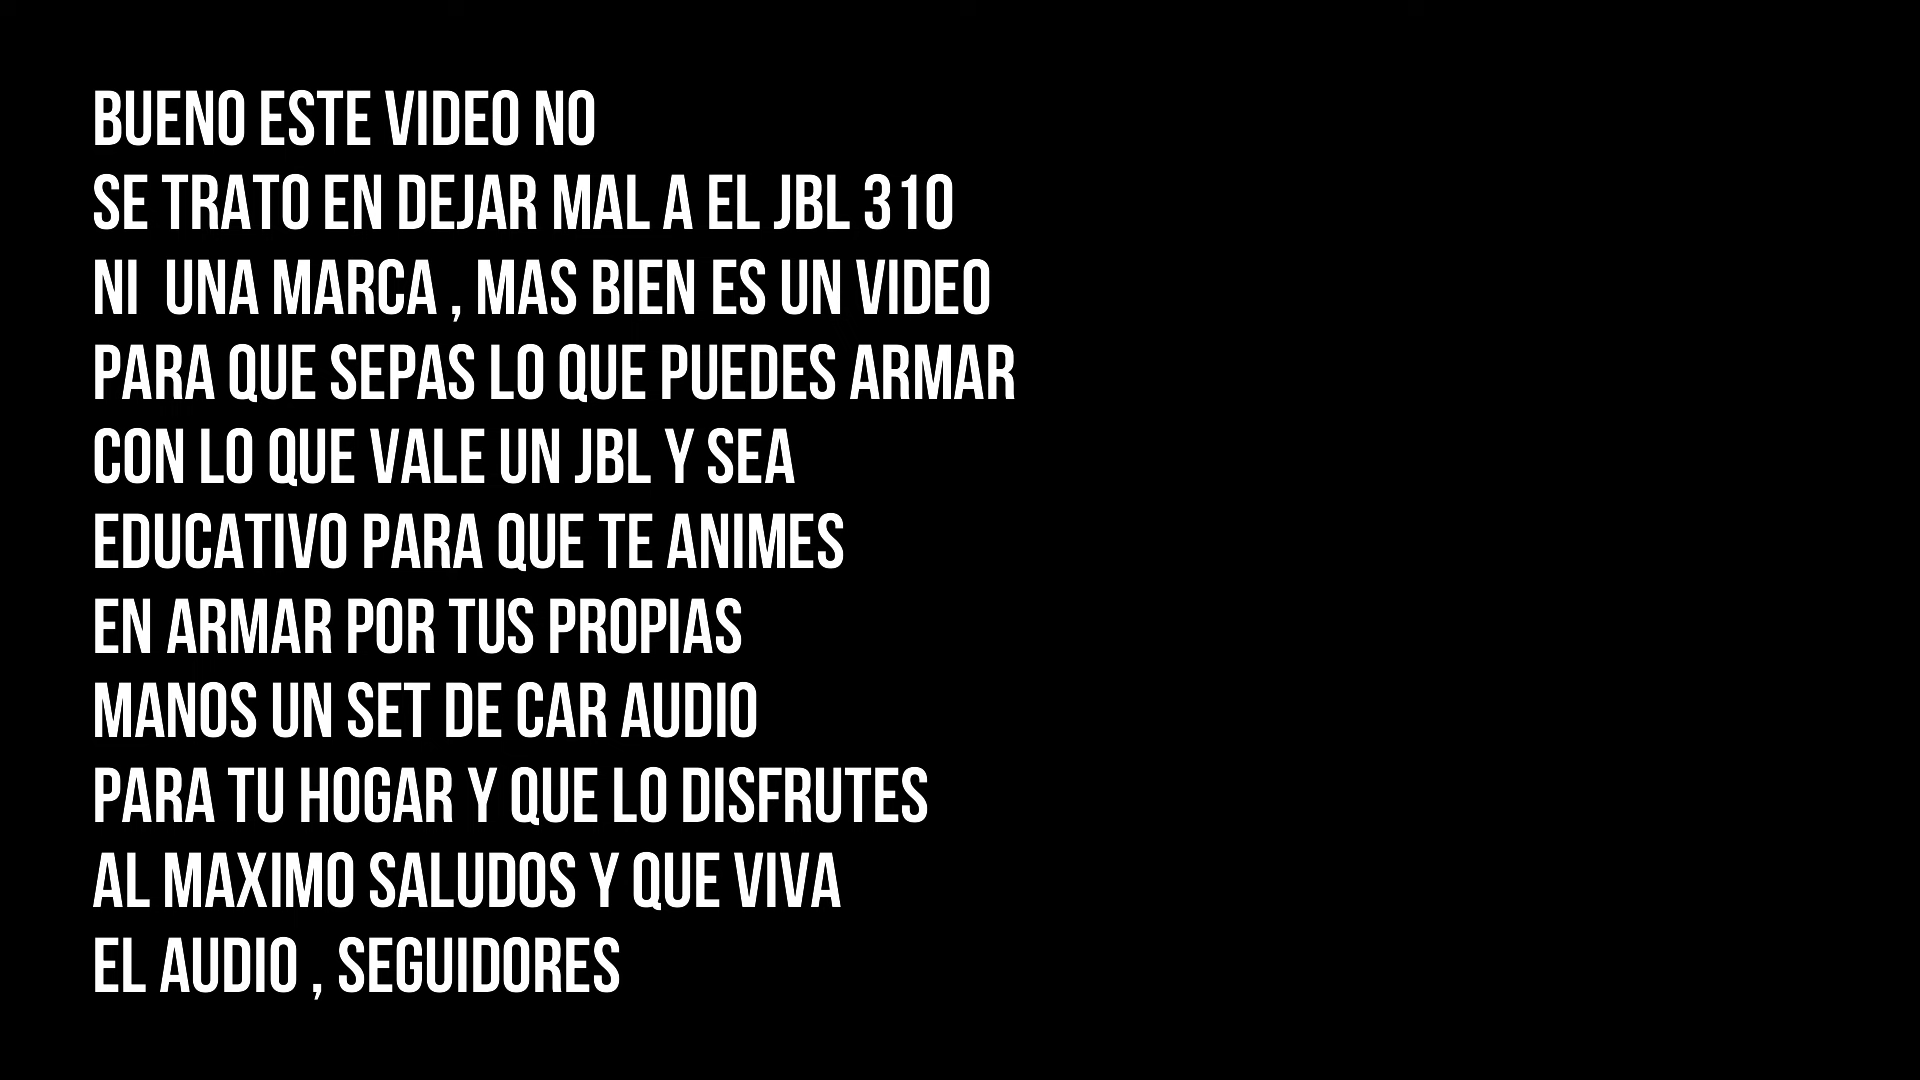 BUENO ESTE VIDEO NO
SE TRATO EN DEJAR MAL A EL JBL 310
NI  UNA MARCA , MAS BIEN ES UN VIDEO
PARA QUE SEPAS LO QUE PUEDES ARMAR
CON LO QUE VALE UN JBL Y SEA
EDUCATIVO PARA QUE TE ANIMES
EN ARMAR POR TUS PROPIAS
MANOS UN SET DE CAR AUDIO
PARA TU HOGAR Y QUE LO DISFRUTES
AL MAXIMO SALUDOS Y QUE VIVA
EL AUDIO , SEGUIDORES